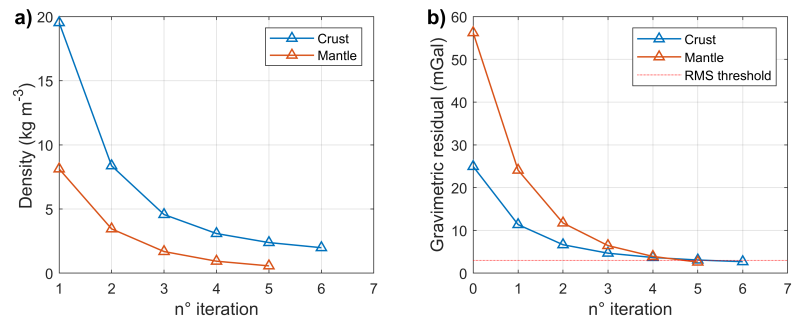 a)
Density (kg m-3)
20
15
10
5
0
1 2 3 4 5 6 7
n° iteration
Crust
Mantle
b)
Gravimetric residual (mGal)
60
50
40
30
20
10
0
0 1 2 3 4 5 6 7
n° iteration
Crust
Mantle
RMS threshold